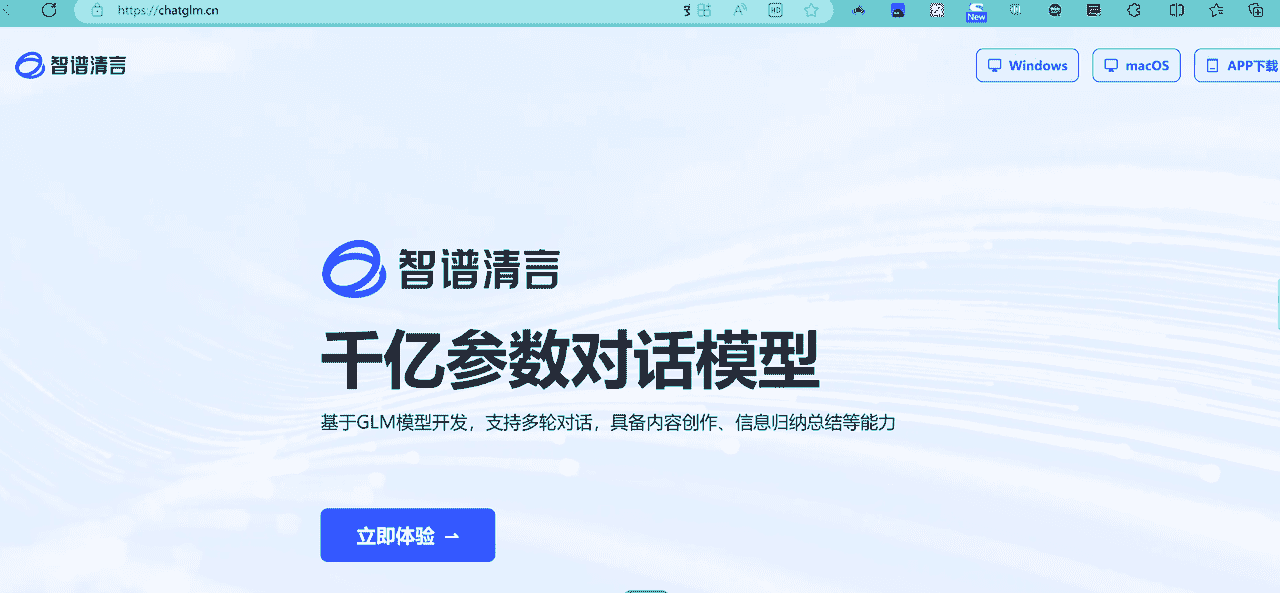 https://chatglm.cn
New
智谱清言
Windows
macOS
APP下载
智谱清言
千亿参数对话模型
基于GLM模型开发，支持多轮对话，具备内容创作、信息归纳总结等能力
立即体验 →